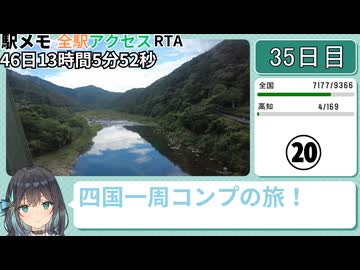 駅メモ 全駅アクセスRTA
46日13時間5分52秒
35日目
全国 7177/9366
高知 4/169
⑳
四国一周コンプの旅！